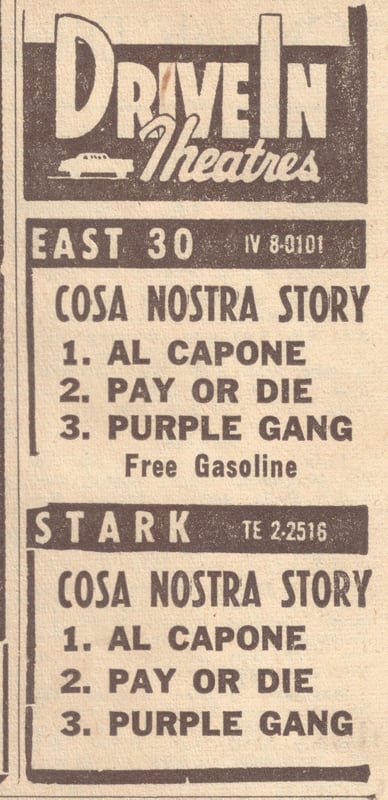 DRIVE IN
Theatres
EAST 30 IV 8-0101
COSA NOSTRA STORY
1. AL CAPONE
2. PAY OR DIE
3. PURPLE GANG
Free Gasoline
STARK TE 2-2516
COSA NOSTRA STORY
1. AL CAPONE
2. PAY OR DIE
3. PURPLE GANG